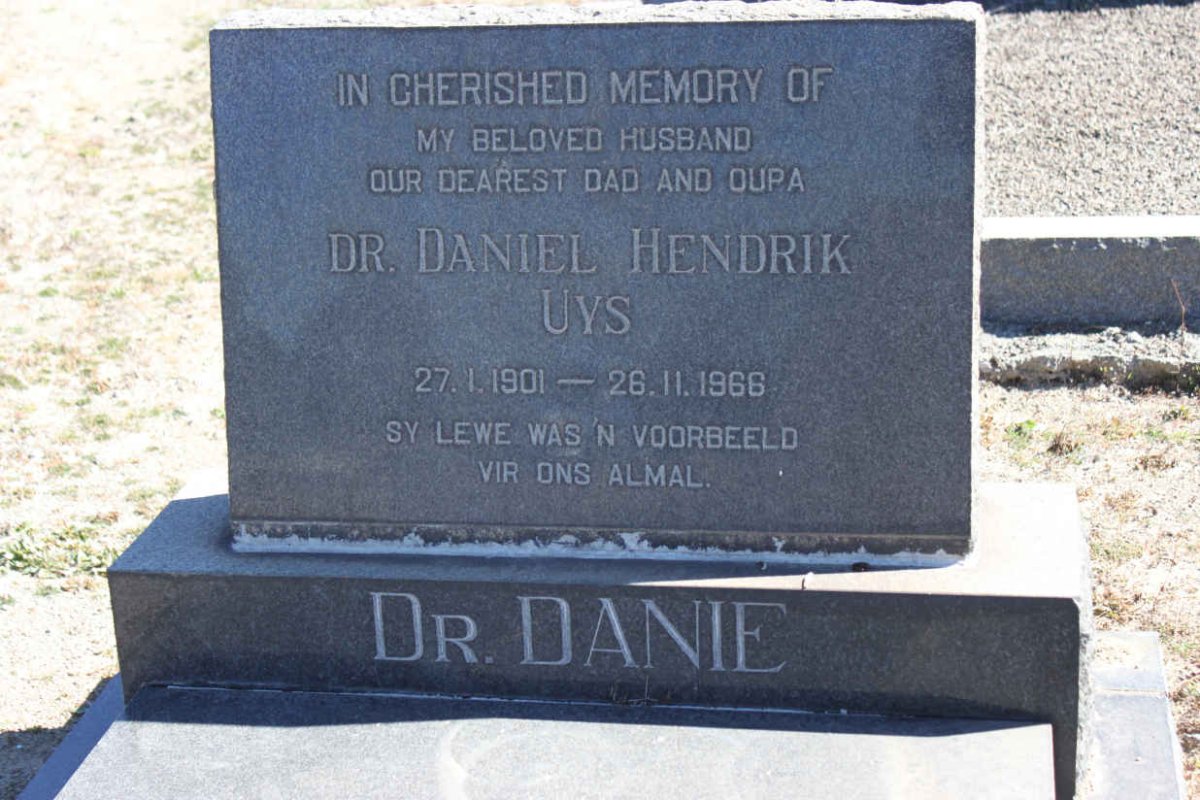 IN CHERISHED MEMORY OF
MY BELOVED HUSBAND
OUR DEAREST DAD AND OUPA
DR. DANIEL HENDRIK
UYS
27.1.1901 — 26.11.1966
SY LEWE WAS 'N VOORBEELD
VIR ONS ALMAL.
DR. DANIE